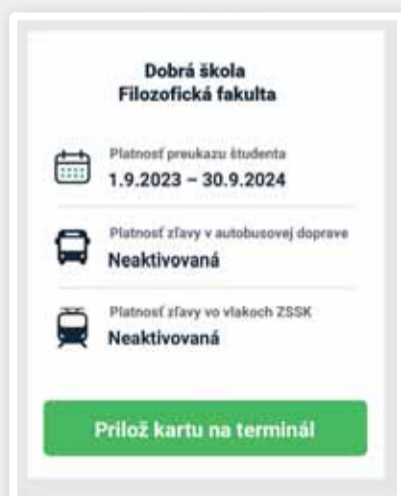 Dobrá škola
Filozofická fakulta
Platnosť preukazu študenta
1.9.2023 – 30.9.2024
Platnosť zľavy v autobusovej doprave
Neaktivovaná
Platnosť zľavy vo vlakoch ZSSK
Neaktivovaná
Prilož kartu na terminál